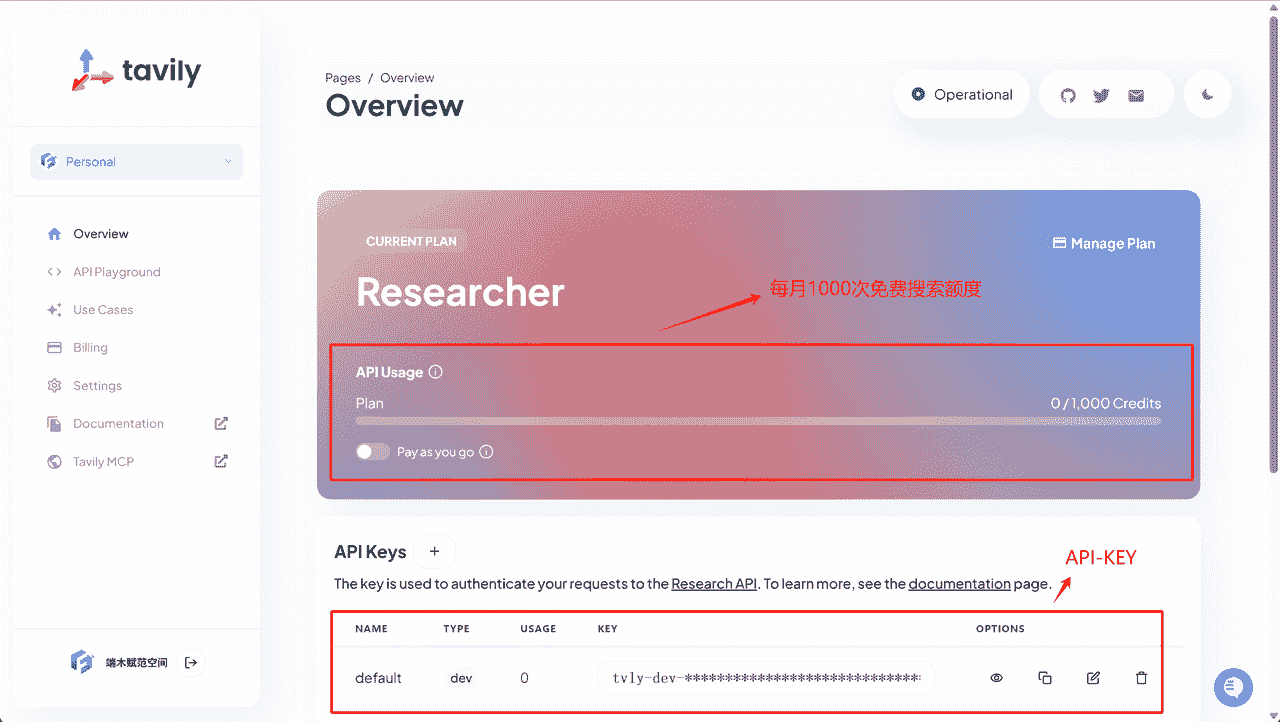 tavily
Personal
Overview
API Playground
Use Cases
Billing
Settings
Documentation
Tavily MCP
端木赋范空间
Pages / Overview
Overview
Operational
CURRENT PLAN
Manage Plan
Researcher
每月1000次免费搜索额度
API Usage
Plan
0 / 1,000 Credits
Pay as you go
API Keys +
API-KEY
The key is used to authenticate your requests to the Research API. To learn more, see the documentation page.
NAME TYPE USAGE KEY OPTIONS
default dev 0 tvly-dev-********************************